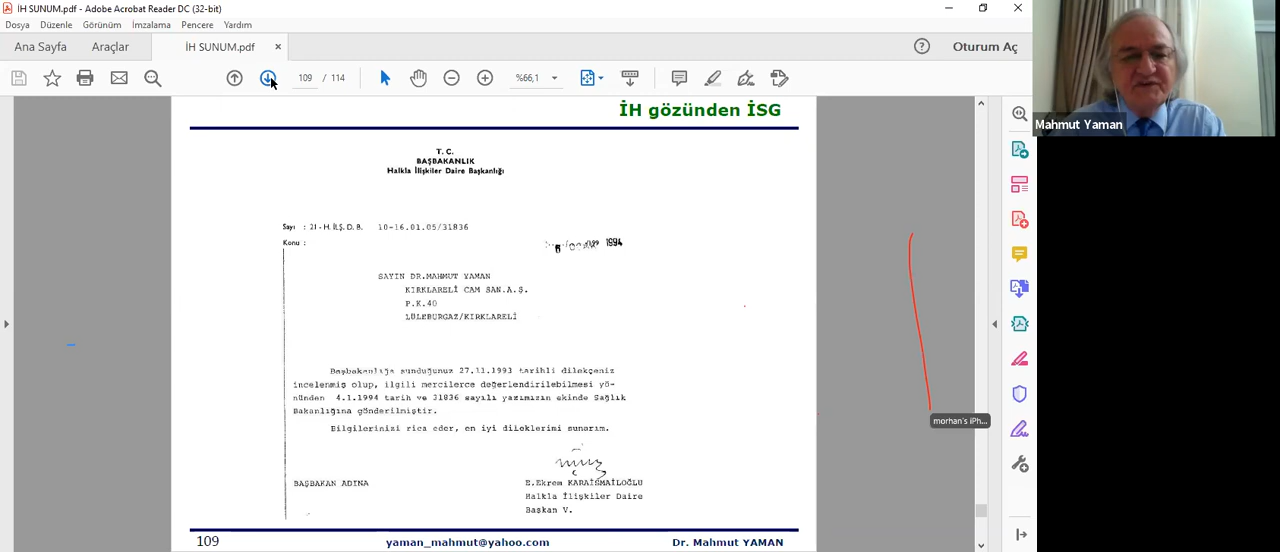 İH SUNUM.pdf - Adobe Acrobat Reader DC (32-bit)
Dosya Düzenle Görünüm İmzalama Pencere Yardım
Ana Sayfa Araçlar İH SUNUM.pdf Oturum Aç
109 / 114 %66,1
Mahmut Yaman
İH gözünden İSG
T. C.
BAŞBAKANLIK
Halkla İlişkiler Daire Başkanlığı
Sayı : 21 - H. İLŞ. D. B. 10-16.01.05/31836
Konu :
1994
SAYIN DR.MAHMUT YAMAN
KIRKLARELİ CAM SAN.A.Ş.
P.K.40
LÜLEBURGAZ/KIRKLARELİ
Başbakanlığa sunduğunuz 27.11.1993 tarihli dilekçeniz
incelenmiş olup, ilgili mercilerce değerlendirilebilmesi yö-
nünden 4.1.1994 tarih ve 31836 sayılı yazımızın ekinde Sağlık
Bakanlığına gönderilmiştir.
Bilgilerinizi rica eder, en iyi dileklerimi sunarım.
BAŞBAKAN ADINA
E.Ekrem KARAİSMAİLOĞLU
Halkla İlişkiler Daire
Başkan V.
morhan's iPh...
109 yaman_mahmut@yahoo.com Dr. Mahmut YAMAN